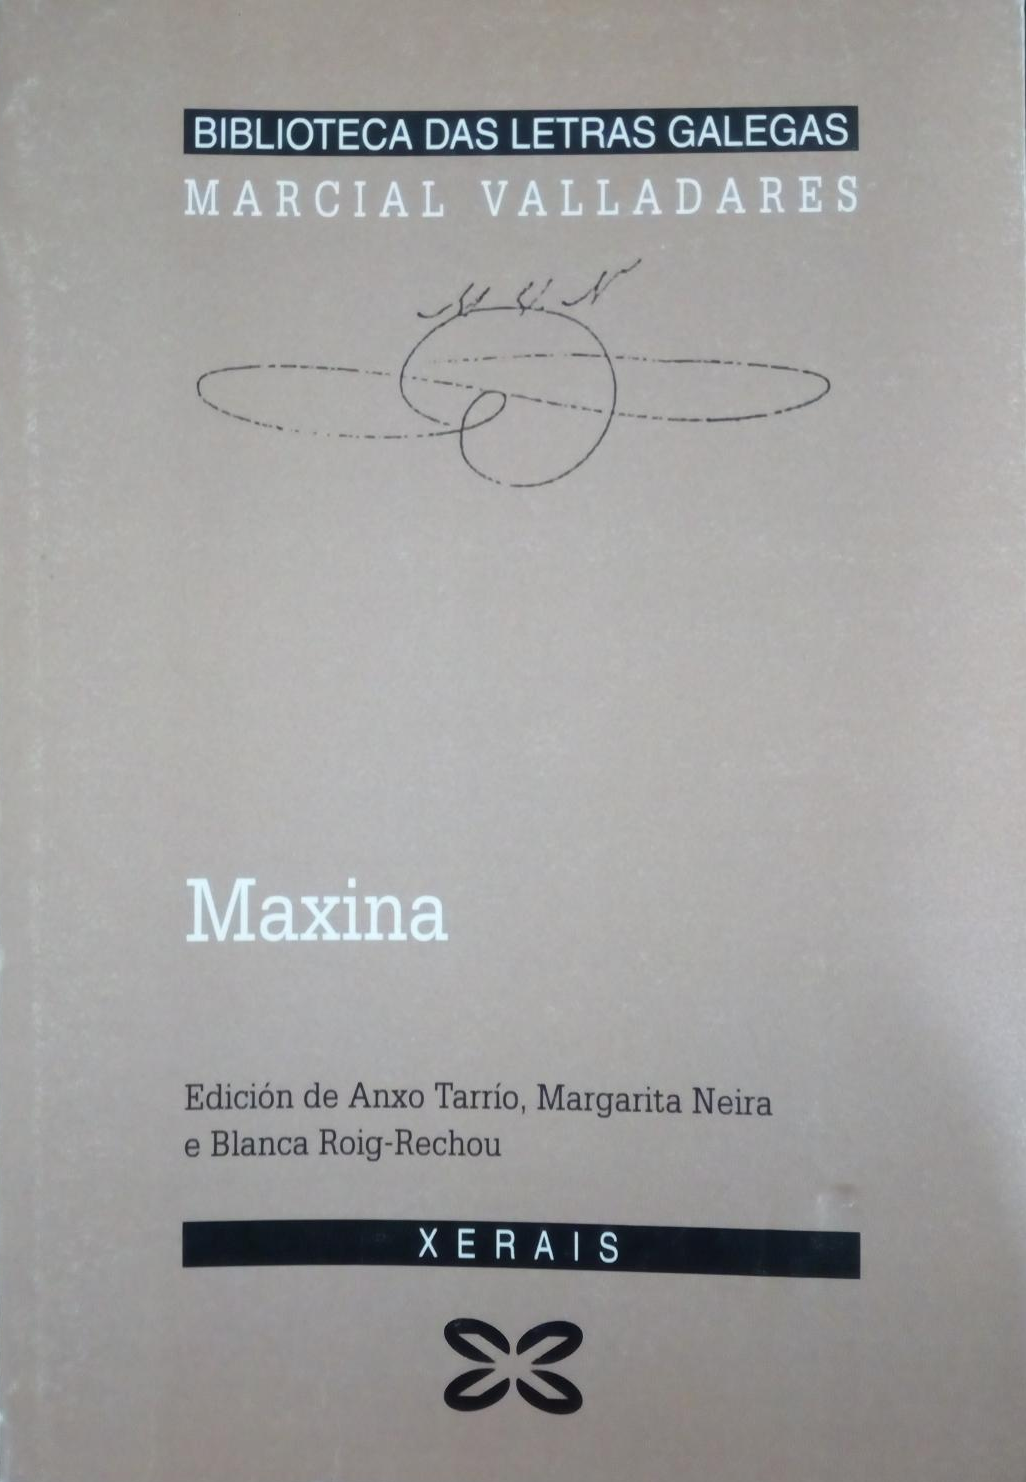 BIBLIOTECA DAS LETRAS GALEGAS
MARCIAL VALLADARES
Maxina
Edición de Anxo Tarrío, Margarita Neira
e Blanca Roig-Rechou
XERAIS